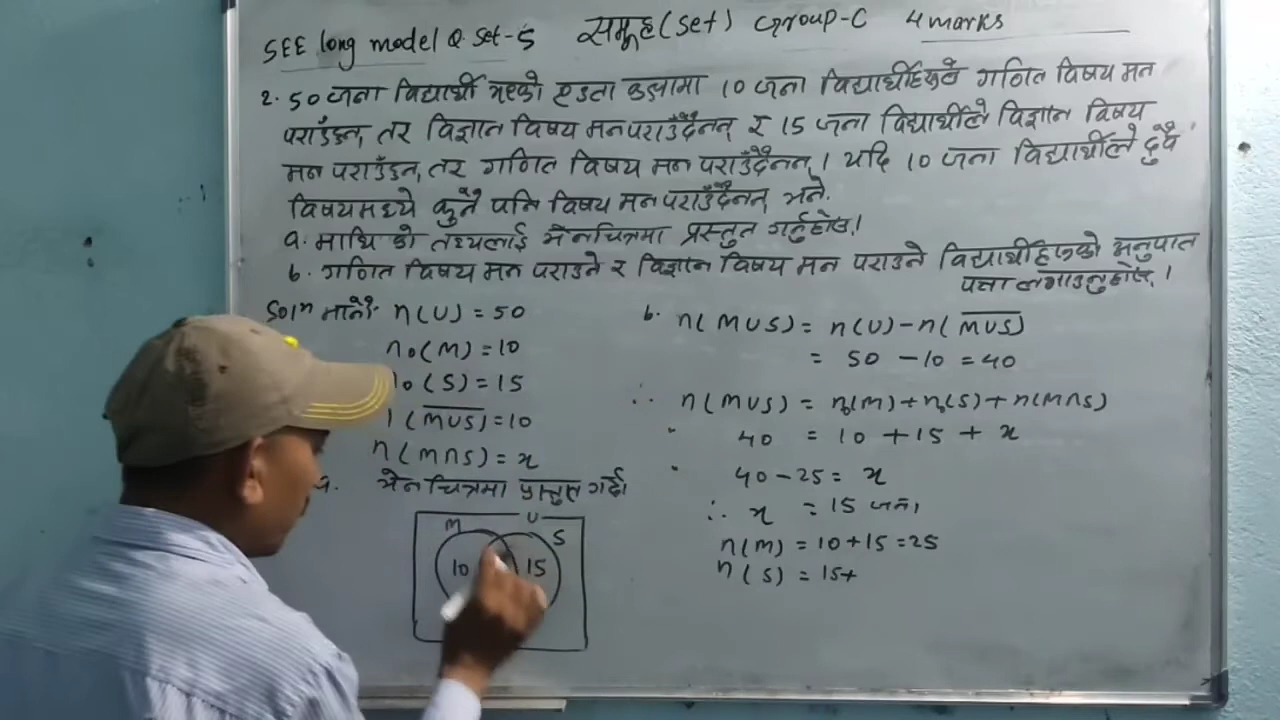 SEE long model Q. Set-5 समूह (set) Group-C 4 marks
2. 50 जना विद्यार्थी भएको एउटा कक्षामा 10 जना विद्यार्थीहरूले गणित विषय मन
पराउँछन्, तर विज्ञान विषय मनपराउँदैनन् र 15 जना विद्यार्थीले विज्ञान विषय
मन पराउँछन्, तर गणित विषय मन पराउँदैनन्। यदि 10 जना विद्यार्थीले दुवै
विषयमध्ये कुनै पनि विषय मनपराउँदैनन् भने.
a. माथि को तथ्यलाई भेनचित्रमा प्रस्तुत गर्नुहोस्।
b. गणित विषय मन पराउने र विज्ञान विषय मन पराउने विद्यार्थीहरूको अनुपात
पत्ता लगाउनुहोस्।
Soln मानौं n(U) = 50
n₀(M) = 10
₀(S) = 15
(M∪S)‾ = 10
n(M∩S) = x
a. भेनचित्रमा प्रस्तुत गर्दा
M U S
10 15
b. n(M∪S) = n(U) - n(M∪S)‾
= 50 - 10 = 40
∴ n(M∪S) = n₀(M) + n₀(S) + n(M∩S)
40 = 10 + 15 + x
40 - 25 = x
∴ x = 15 जना
n(M) = 10+15 = 25
n(S) = 15+